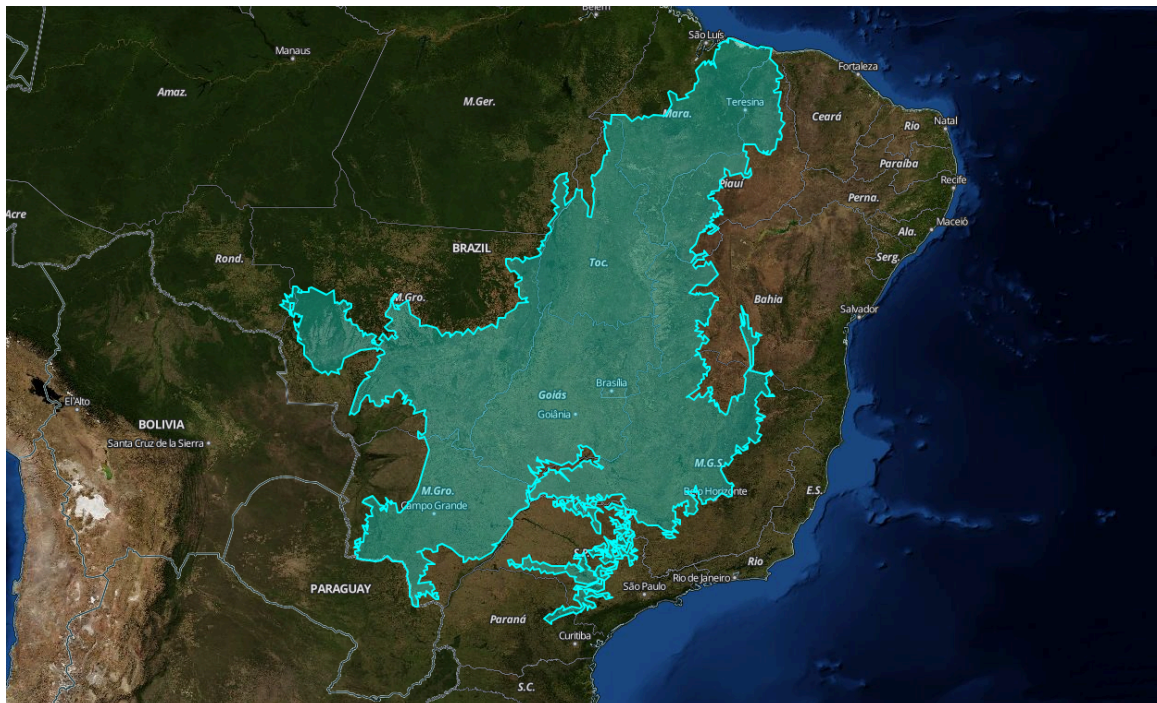 Belém
São Luís
Manaus
Fortaleza
Amaz.
M.Ger.
Teresina
Mara.
Ceará
Natal
Rio
Paraíba
Recife
Piauí
Perna.
Acre
Maceió
Ala.
BRAZIL
Serg.
Rond.
Toc.
M.Gro.
Bahia
Salvador
Brasília
Goiás
El Alto
Goiânia
BOLIVIA
Santa Cruz de la Sierra
M.G.S.
M.Gro.
Belo Horizonte
E.S.
Campo Grande
S.P.
Rio
Rio de Janeiro
PARAGUAY
São Paulo
Paraná
Curitiba
S.C.